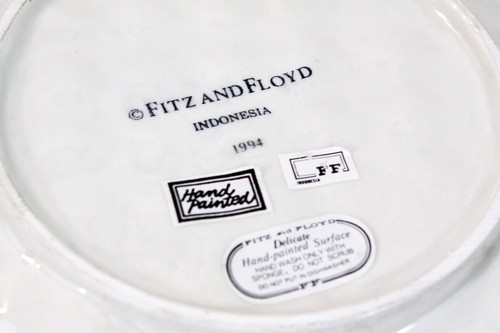 © FITZ AND FLOYD
INDONESIA
1994
Hand
Painted
FF
INDONESIA
FITZ and FLOYD
Delicate
Hand-painted Surface
HAND WASH ONLY WITH
SPONGE. DO NOT SCRUB
DO NOT PUT IN DISHWASHER
FF